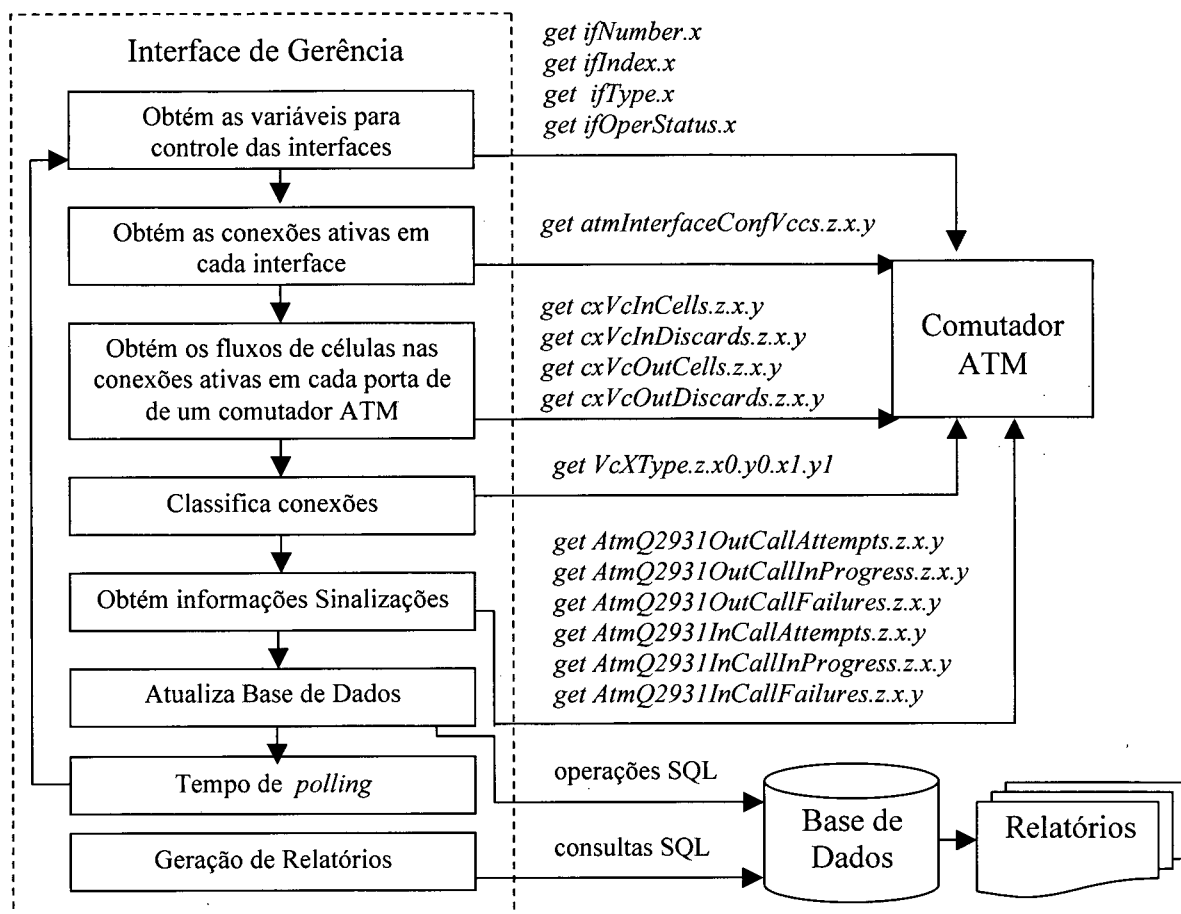 Interface de Gerência
get ifNumber.x
get ifIndex.x
get ifType.x
get ifOperStatus.x
Obtém as variáveis para
controle das interfaces
get atmInterfaceConfVccs.z.x.y
Obtém as conexões ativas em
cada interface
get cxVcInCells.z.x.y
get cxVcInDiscards.z.x.y
get cxVcOutCells.z.x.y
get cxVcOutDiscards.z.x.y
Obtém os fluxos de células nas
conexões ativas em cada porta de
de um comutador ATM
Comutador
ATM
get VcXType.z.x0.y0.x1.y1
Classifica conexões
get AtmQ2931OutCallAttempts.z.x.y
get AtmQ2931OutCallInProgress.z.x.y
get AtmQ2931OutCallFailures.z.x.y
get AtmQ2931InCallAttempts.z.x.y
get AtmQ2931InCallInProgress.z.x.y
get AtmQ2931InCallFailures.z.x.y
Obtém informações Sinalizações
Atualiza Base de Dados
Tempo de polling
operações SQL
Geração de Relatórios
consultas SQL
Base de
Dados
Relatórios